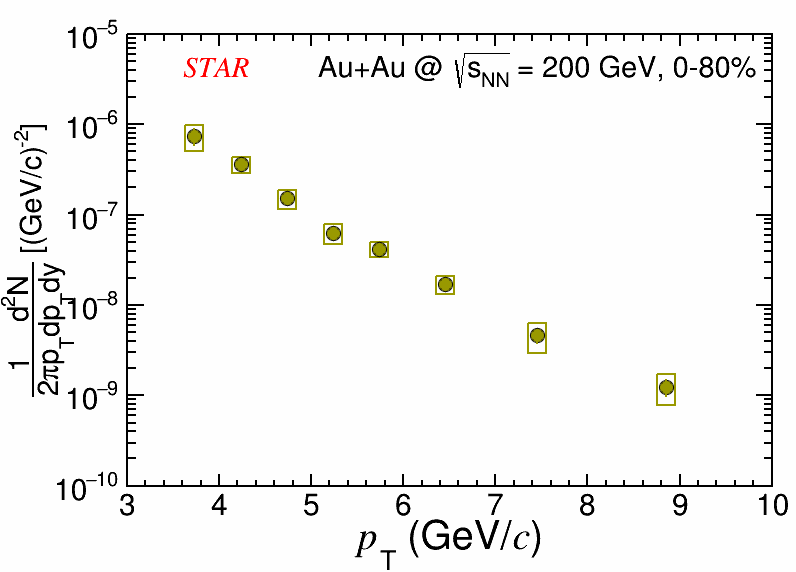 STAR Au+Au @ √sNN = 200 GeV, 0-80%
10−5
10−6
10−7
10−8
10−9
10−10
1/2πpT d2N/dpTdy [(GeV/c)-2]
3 4 5 6 7 8 9 10
pT (GeV/c)